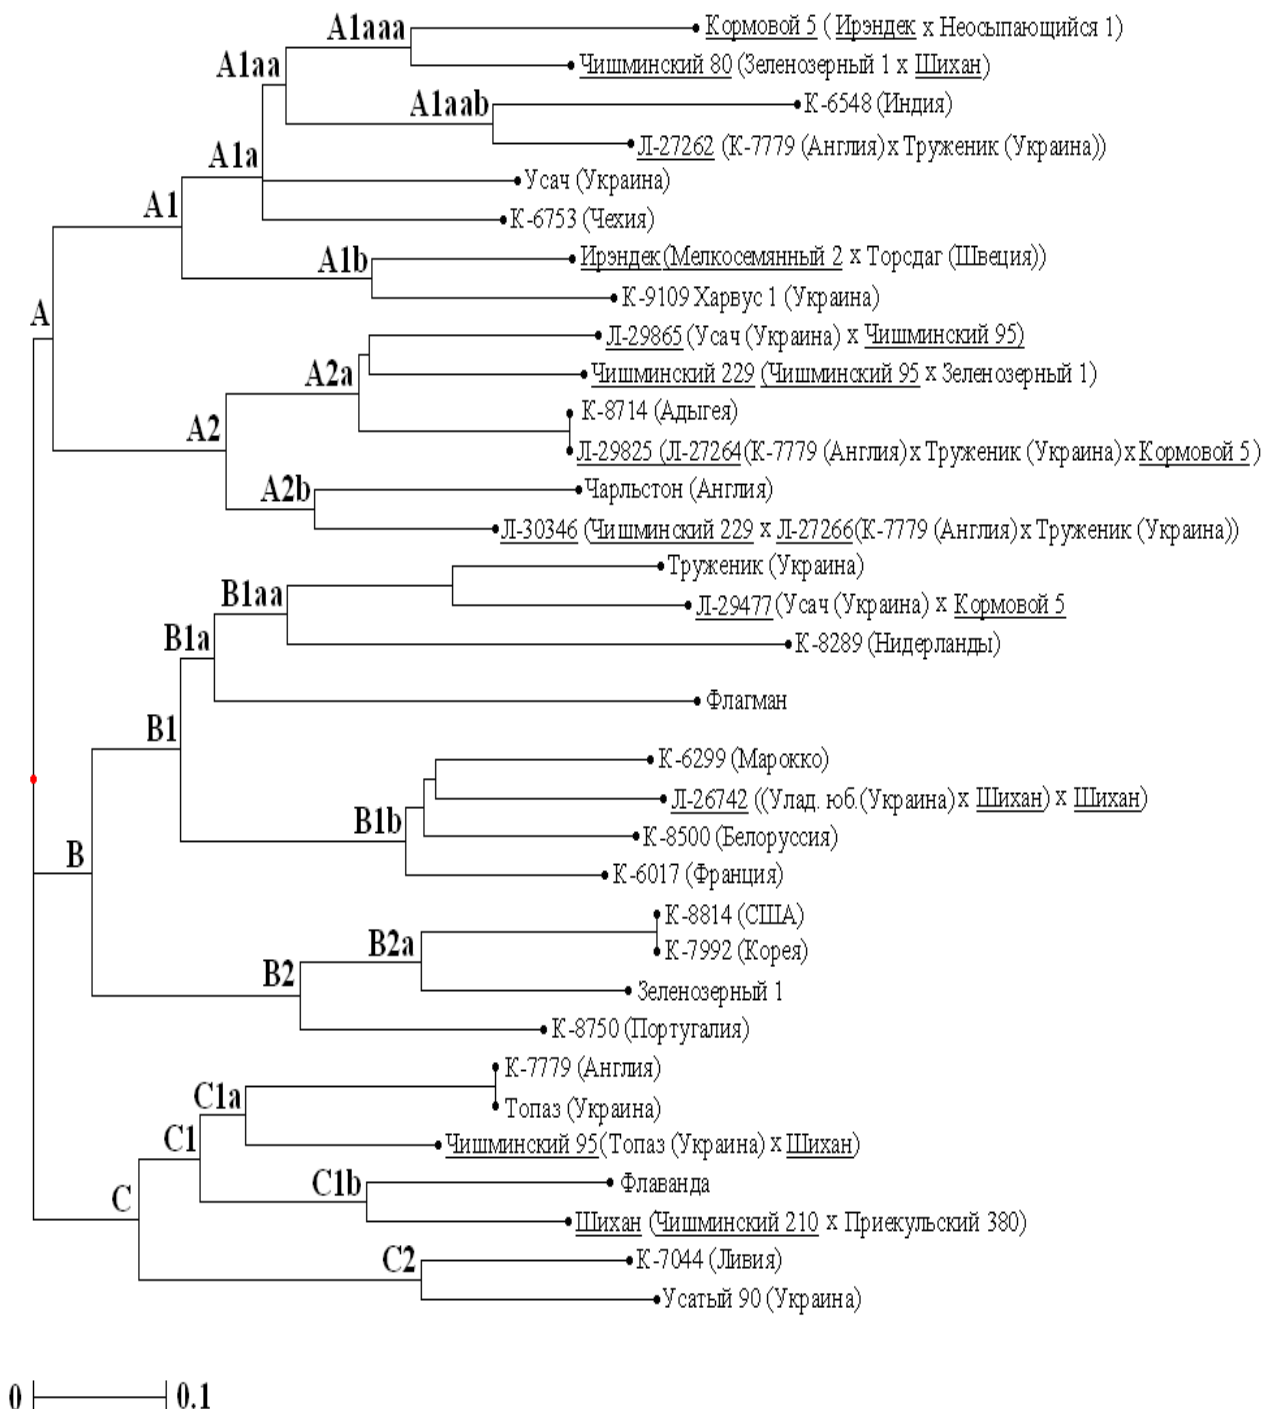 A1aaa
Кормовой 5 ( Ирэндек x Неосыпающийся 1)
A1aa
Чишминский 80 (Зеленозерный 1 x Шихан)
A1aab
К-6548 (Индия)
Л-27262 (К-7779 (Англия) x Труженик (Украина))
A1a
Усач (Украина)
A1
К-6753 (Чехия)
A1b
Ирэндек (Мелкосемянный 2 x Торсдаг (Швеция))
К-9109 Харвус 1 (Украина)
A
Л-29865 (Усач (Украина) x Чишминский 95)
A2a
Чишминский 229 (Чишминский 95 x Зеленозерный 1)
К-8714 (Адыгея)
A2
Л-29825 (Л-27264 (К-7779 (Англия) x Труженик (Украина) x Кормовой 5 )
A2b
Чарльстон (Англия)
Л-30346 (Чишминский 229 x Л-27266 (К-7779 (Англия) x Труженик (Украина))
Труженик (Украина)
B1aa
Л-29477 (Усач (Украина) x Кормовой 5
B1a
К-8289 (Нидерланды)
Флагман
B1
К-6299 (Марокко)
Л-26742 ((Улад. юб.(Украина) x Шихан) x Шихан)
B1b
К-8500 (Белоруссия)
B
К-6017 (Франция)
К-8814 (США)
B2a
К-7992 (Корея)
B2
Зеленозерный 1
К-8750 (Португалия)
К-7779 (Англия)
C1a
Топаз (Украина)
C1
Чишминский 95 (Топаз (Украина) x Шихан)
C1b
Флаванда
C
Шихан (Чишминский 210 x Приекульский 380)
C2
К-7044 (Ливия)
Усатый 90 (Украина)
0 0.1